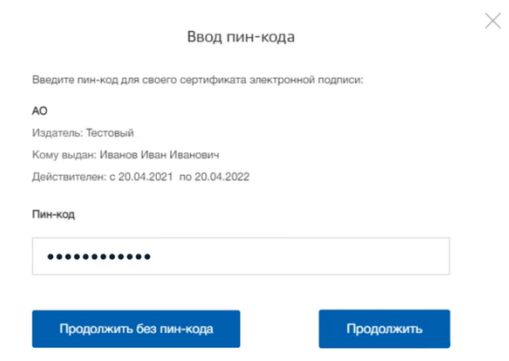 Ввод пин-кода
Введите пин-код для своего сертификата электронной подписи:
АО
Издатель: Тестовый
Кому выдан: Иванов Иван Иванович
Действителен: с 20.04.2021 по 20.04.2022
Пин-код
••••••••••••
Продолжить без пин-кода Продолжить